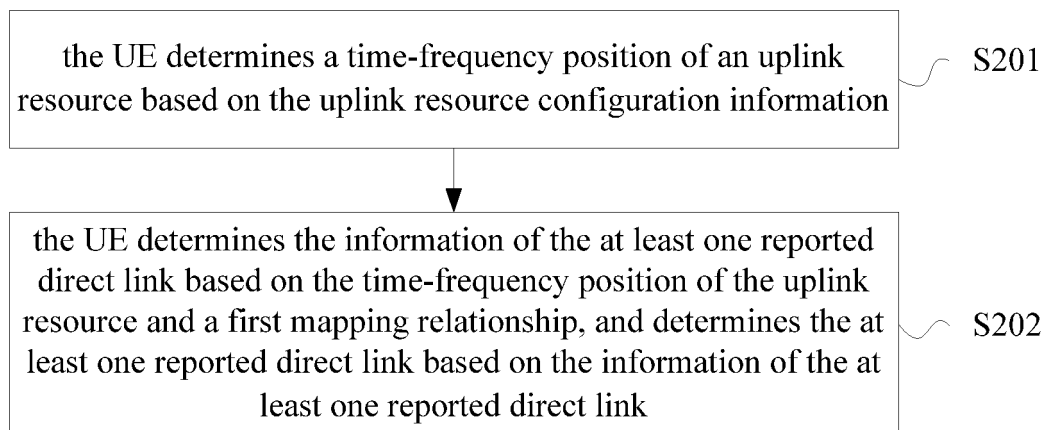 the UE determines a time-frequency position of an uplink
resource based on the uplink resource configuration information
S201
the UE determines the information of the at least one reported
direct link based on the time-frequency position of the uplink
resource and a first mapping relationship, and determines the at
least one reported direct link based on the information of the at
least one reported direct link
S202